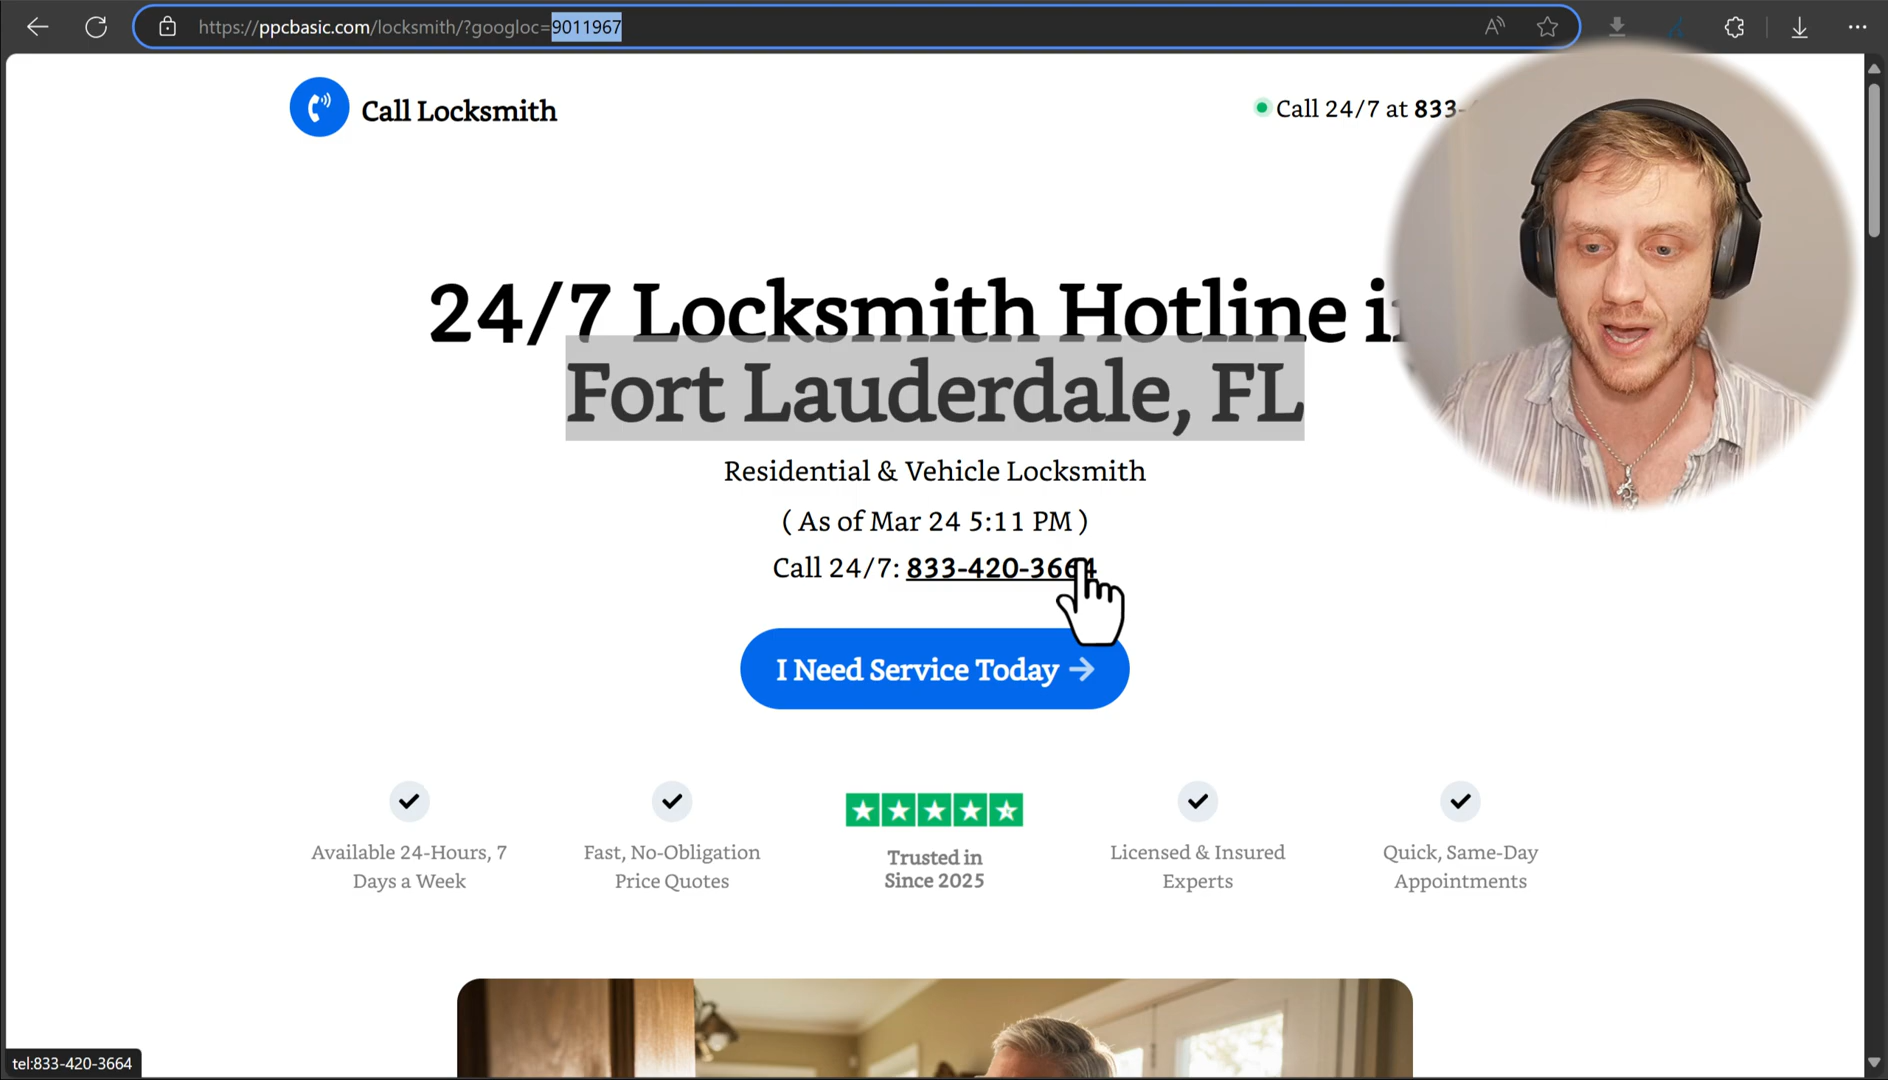 https://ppcbasic.com/locksmith/?googloc=9011967
Call Locksmith
Call 24/7 at 833-
24/7 Locksmith Hotline in
Fort Lauderdale, FL
Residential & Vehicle Locksmith
( As of Mar 24 5:11 PM )
Call 24/7: 833-420-3664
I Need Service Today
Available 24-Hours, 7
Days a Week
Fast, No-Obligation
Price Quotes
Trusted in
Since 2025
Licensed & Insured
Experts
Quick, Same-Day
Appointments
tel:833-420-3664